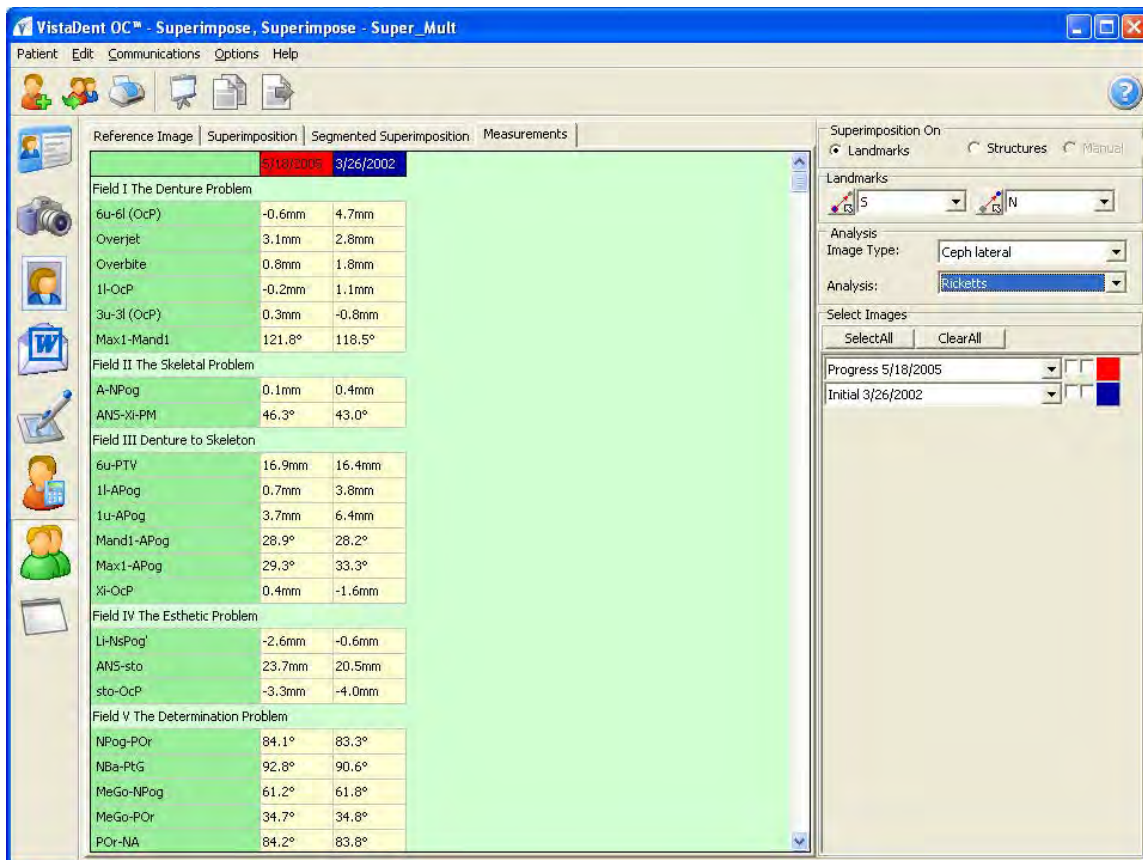 VistaDent OC™ - Superimpose, Superimpose - Super_Mult
Patient Edit Communications Options Help
Reference Image Superimposition Segmented Superimposition Measurements
5/18/2005 3/26/2002
Field I The Denture Problem
6u-6l (OcP) -0.6mm 4.7mm
Overjet 3.1mm 2.8mm
Overbite 0.8mm 1.8mm
1l-OcP -0.2mm 1.1mm
3u-3l (OcP) 0.3mm -0.8mm
Max1-Mand1 121.8° 118.5°
Field II The Skeletal Problem
A-NPog 0.1mm 0.4mm
ANS-Xi-PM 46.3° 43.0°
Field III Denture to Skeleton
6u-PTV 16.9mm 16.4mm
1l-APog 0.7mm 3.8mm
1u-APog 3.7mm 6.4mm
Mand1-APog 28.9° 28.2°
Max1-APog 29.3° 33.3°
Xi-OcP 0.4mm -1.6mm
Field IV The Esthetic Problem
Li-NsPog' -2.6mm -0.6mm
ANS-sto 23.7mm 20.5mm
sto-OcP -3.3mm -4.0mm
Field V The Determination Problem
NPog-POr 84.1° 83.3°
NBa-PtG 92.8° 90.6°
MeGo-NPog 61.2° 61.8°
MeGo-POr 34.7° 34.8°
POr-NA 84.2° 83.8°
Superimposition On
Landmarks Structures Manual
Landmarks
S N
Analysis
Image Type: Ceph lateral
Analysis: Ricketts
Select Images
SelectAll ClearAll
Progress 5/18/2005
Initial 3/26/2002
W
?